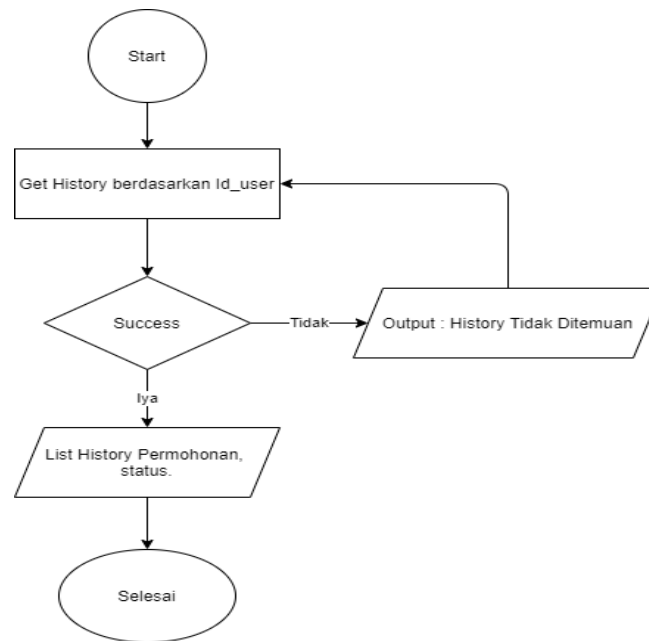 Start
Get History berdasarkan Id_user
Success
Tidak
Output : History Tidak Ditemuan
Iya
List History Permohonan,
status.
Selesai